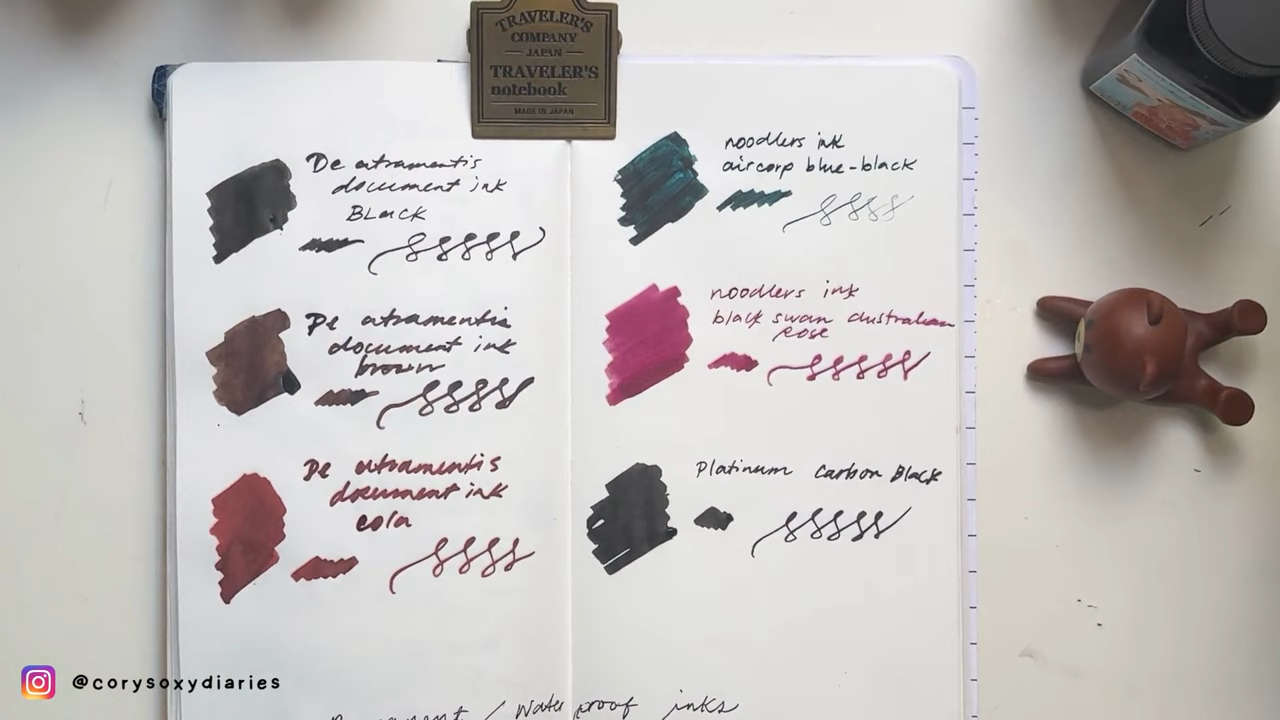 TRAVELER'S
COMPANY
JAPAN
TRAVELER'S
notebook
MADE IN JAPAN
De atramentis
document ink
BLack
De atramentis
document ink
brown
De atramentis
document ink
cola
noodlers ink
aircorp blue-black
noodlers ink
black swan australian
rose
Platinum carbon Black
/ waterproof inks
@corysoxydiaries